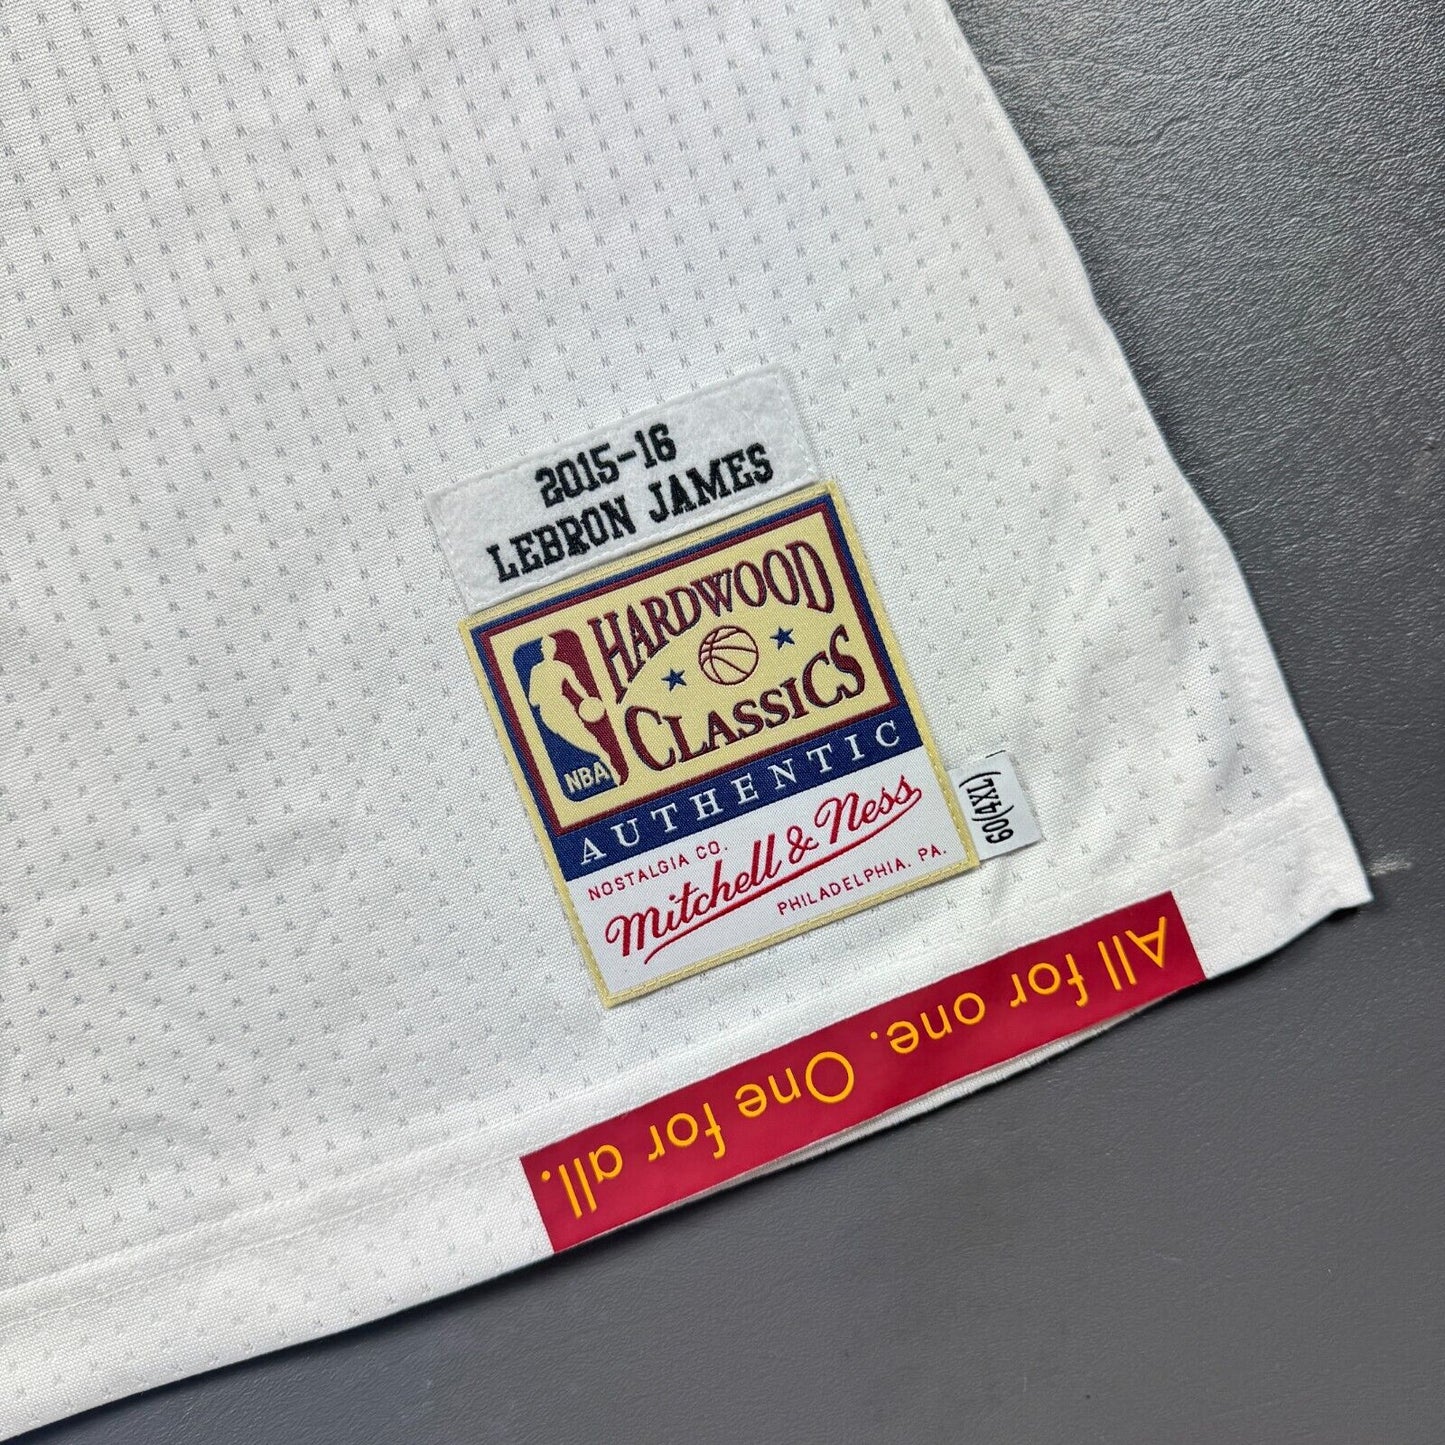 2015-16
LEBRON JAMES
HARDWOOD
CLASSICS
NBA
AUTHENTIC
NOSTALGIA CO.
Mitchell & Ness
PHILADELPHIA, PA.
60(4XL)
All for one. One for all.